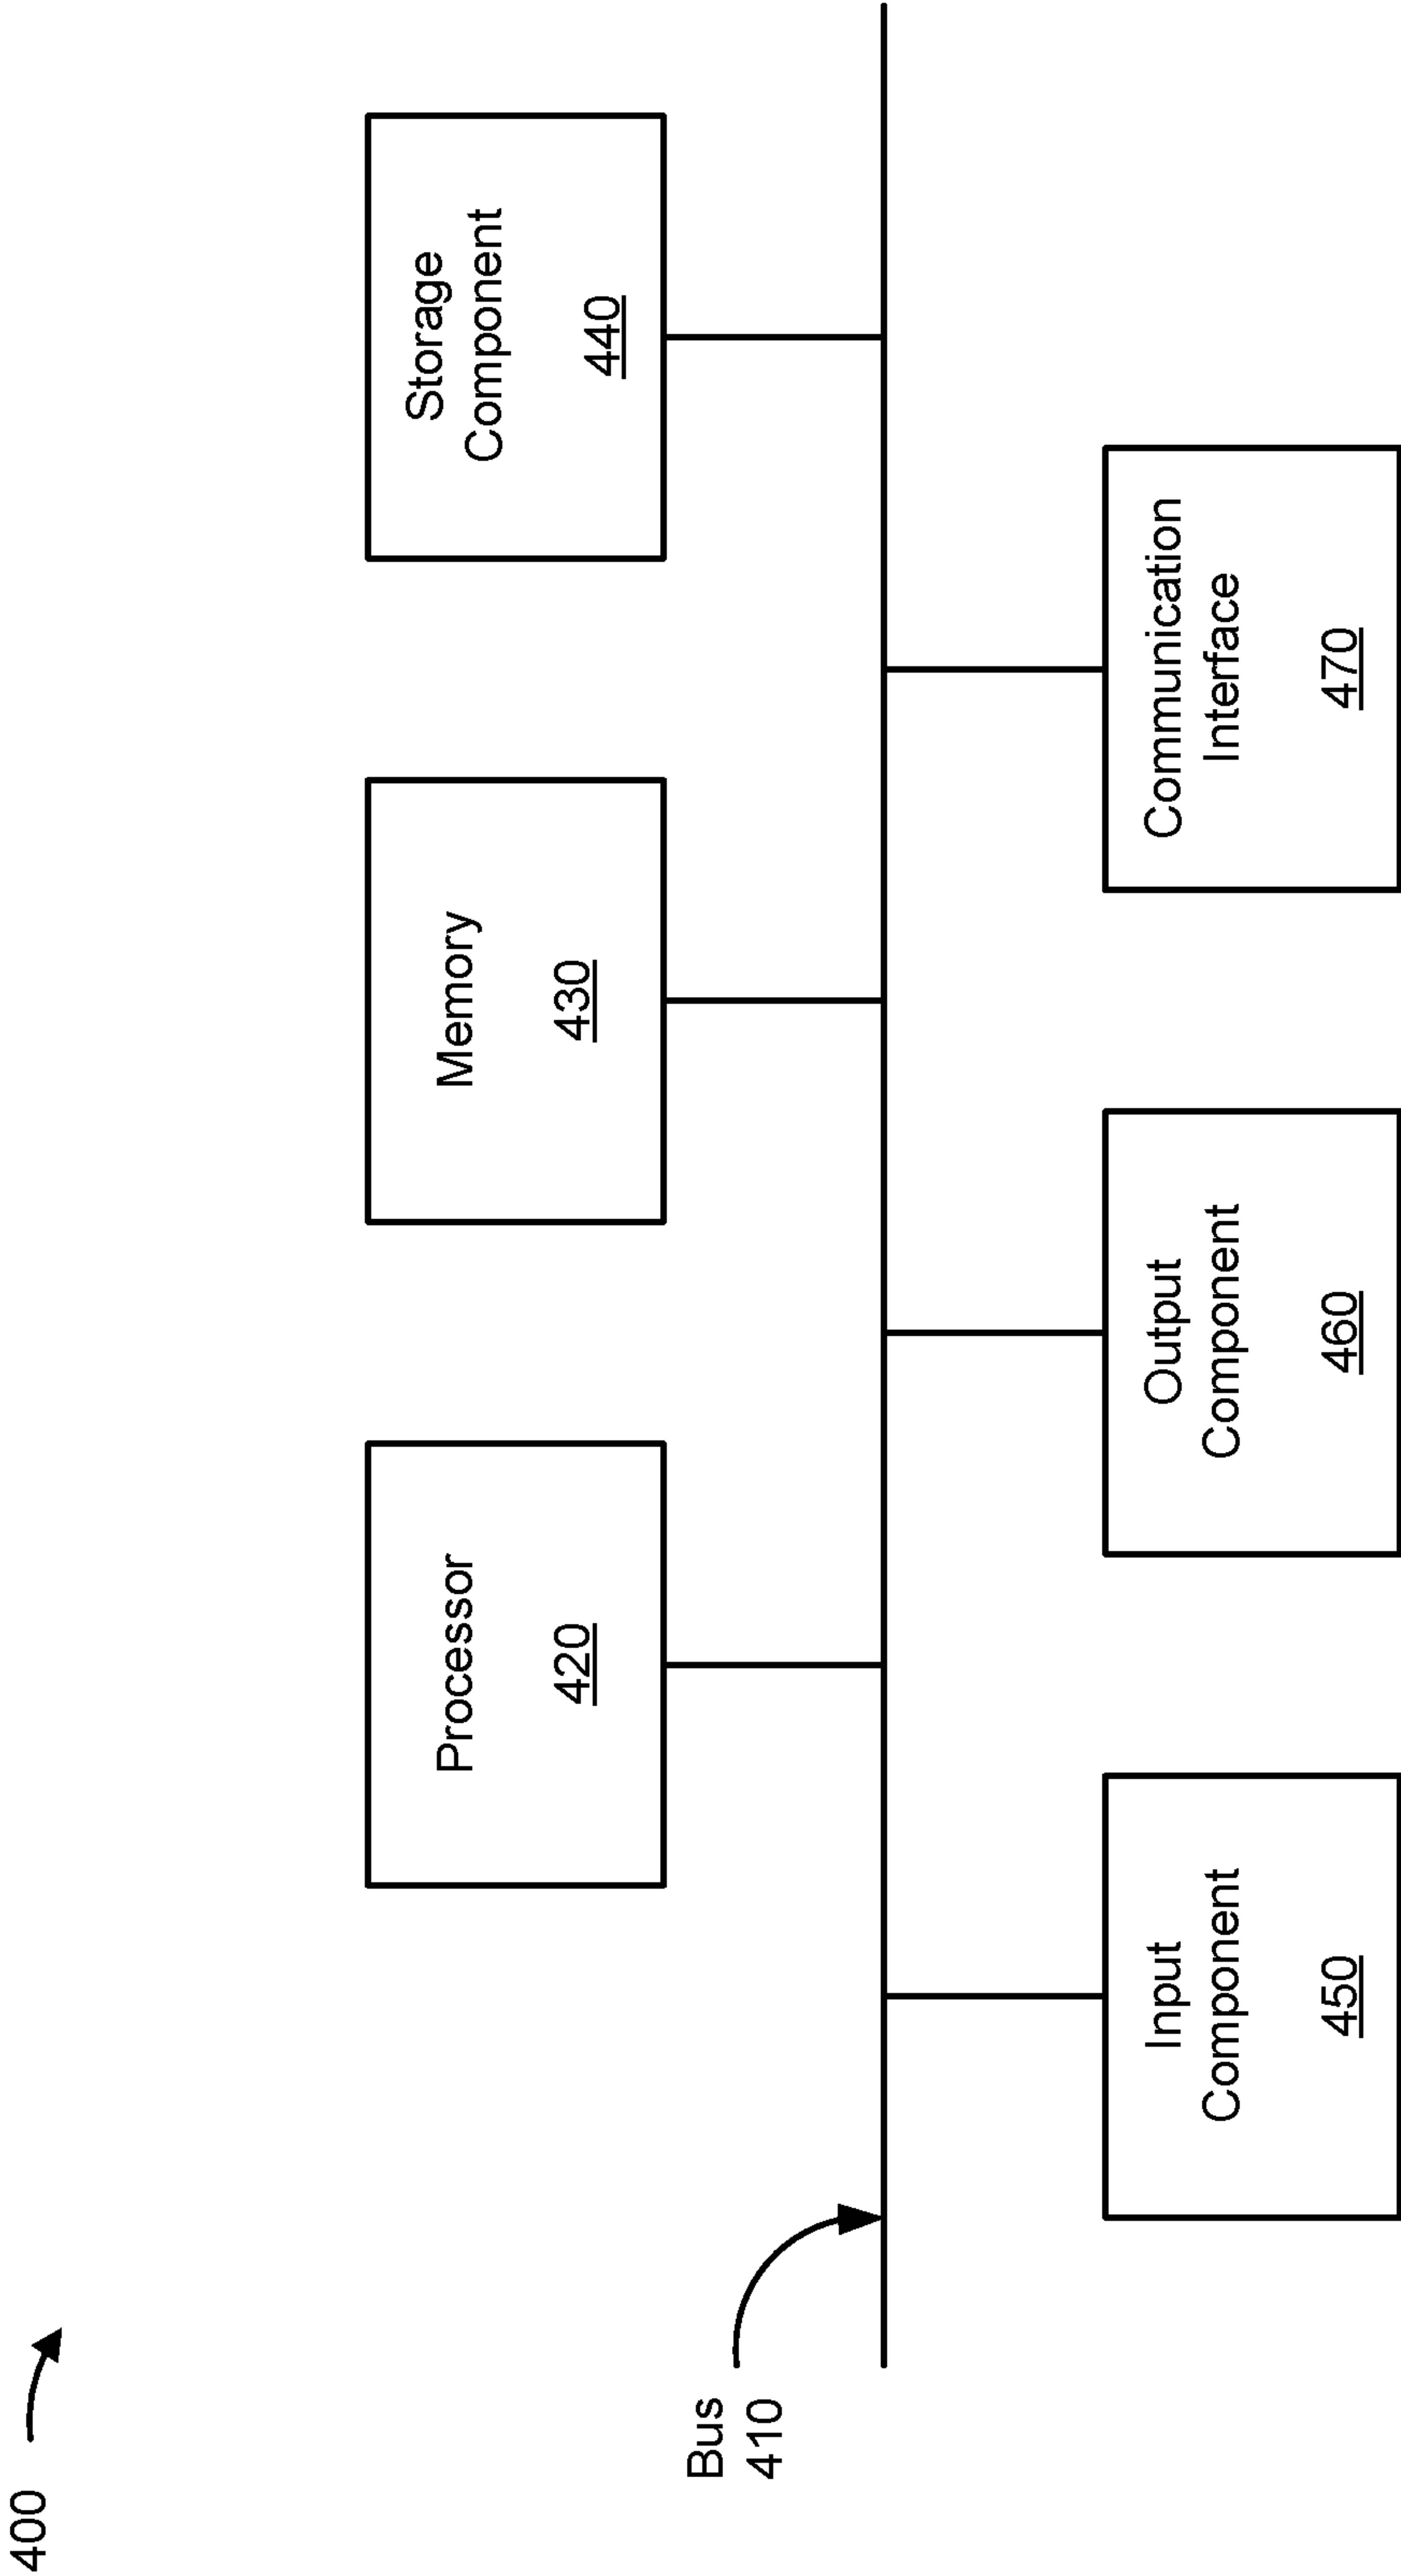 400
Processor
420
Memory
430
Storage
Component
440
Bus
410
Input
Component
450
Output
Component
460
Communication
Interface
470